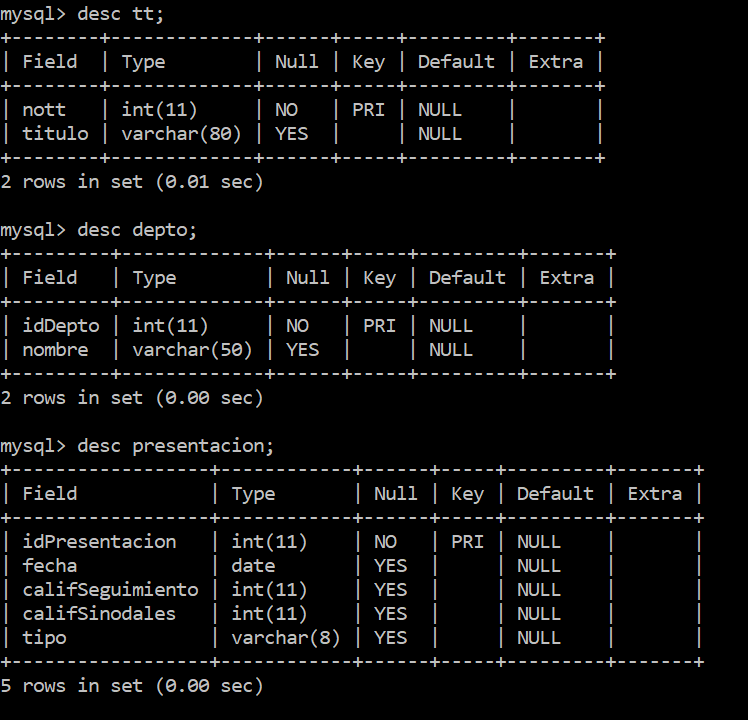 mysql> desc tt;
+---------+-------------+------+-----+---------+-------+
| Field   | Type        | Null | Key | Default | Extra |
+---------+-------------+------+-----+---------+-------+
| nott    | int(11)     | NO   | PRI | NULL    |       |
| titulo  | varchar(80) | YES  |     | NULL    |       |
+---------+-------------+------+-----+---------+-------+
2 rows in set (0.01 sec)

mysql> desc depto;
+---------+-------------+------+-----+---------+-------+
| Field   | Type        | Null | Key | Default | Extra |
+---------+-------------+------+-----+---------+-------+
| idDepto | int(11)     | NO   | PRI | NULL    |       |
| nombre  | varchar(50) | YES  |     | NULL    |       |
+---------+-------------+------+-----+---------+-------+
2 rows in set (0.00 sec)

mysql> desc presentacion;
+------------------+------------+------+-----+---------+-------+
| Field            | Type       | Null | Key | Default | Extra |
+------------------+------------+------+-----+---------+-------+
| idPresentacion   | int(11)    | NO   | PRI | NULL    |       |
| fecha            | date       | YES  |     | NULL    |       |
| califSeguimiento | int(11)    | YES  |     | NULL    |       |
| califSinodales   | int(11)    | YES  |     | NULL    |       |
| tipo             | varchar(8) | YES  |     | NULL    |       |
+------------------+------------+------+-----+---------+-------+
5 rows in set (0.00 sec)